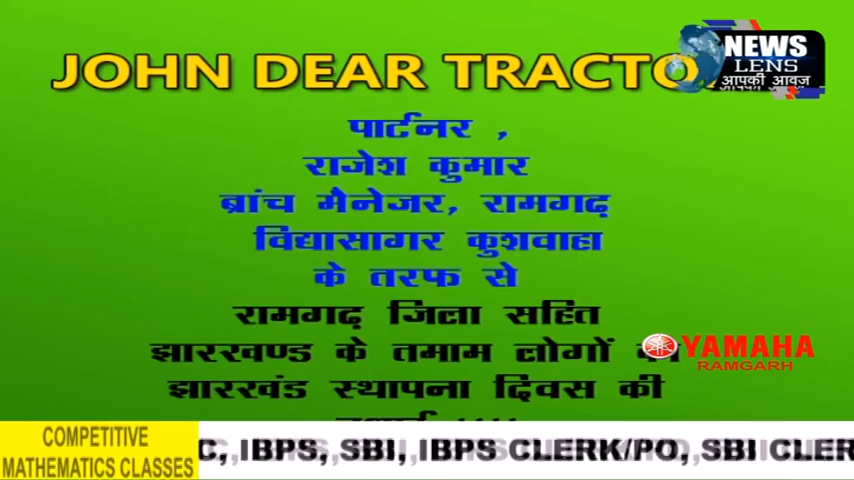 JOHN DEAR TRACTO
NEWS
LENS
आपकी आवज
पार्टनर ,
राजेश कुमार
ब्रांच मैनेजर, रामगढ़
विद्यासागर कुशवाहा
के तरफ से
रामगढ़ जिला सहित
झारखण्ड के तमाम लोगों
YAMAHA
RAMGARH
झारखंड स्थापना दिवस की
COMPETITIVE
MATHEMATICS CLASSES
C, IBPS, SBI, IBPS CLERK/PO, SBI CLER